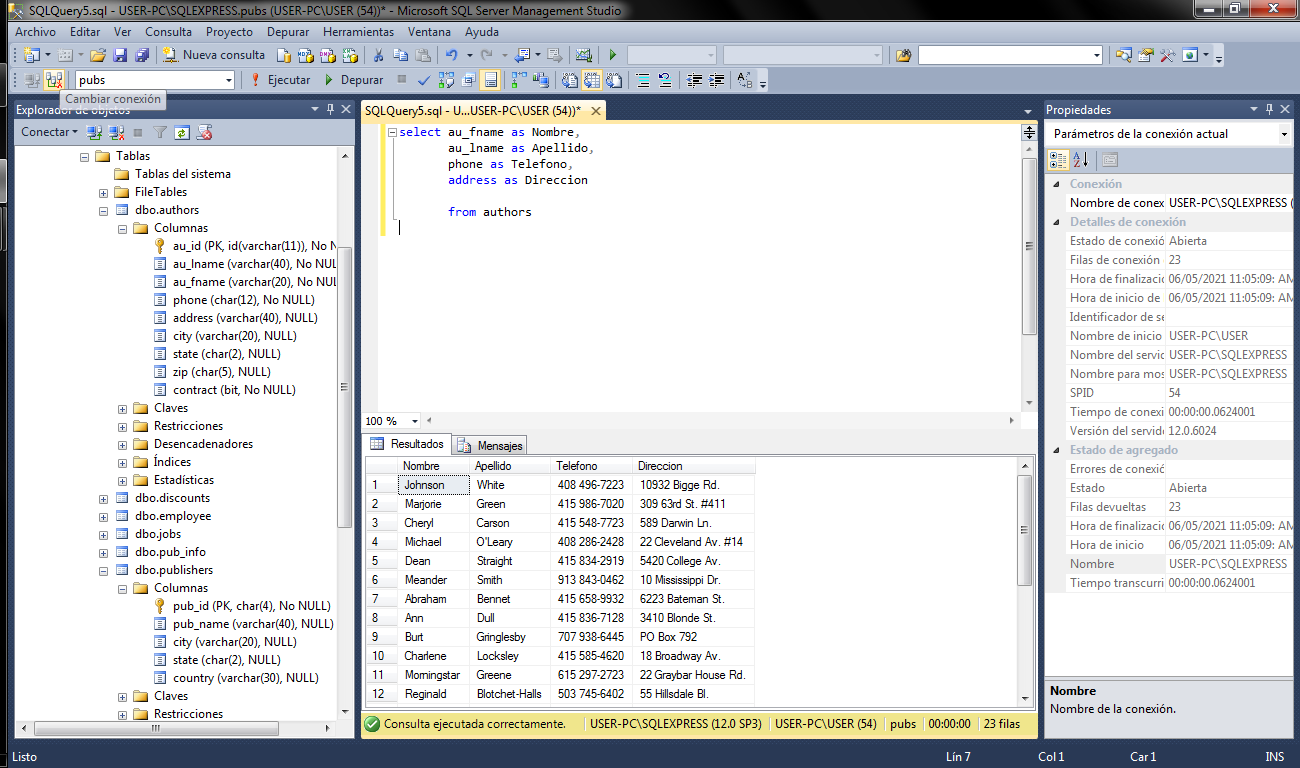 SQLQuery5.sql - USER-PC\SQLEXPRESS.pubs (USER-PC\USER (54))* - Microsoft SQL Server Management Studio
Archivo Editar Ver Consulta Proyecto Depurar Herramientas Ventana Ayuda
Nueva consulta
pubs
Ejecutar
Depurar
Cambiar conexión
Explorador de objetos
Conectar
Tablas
Tablas del sistema
FileTables
dbo.authors
Columnas
au_id (PK, id(varchar(11)), No N
au_lname (varchar(40), No NUL
au_fname (varchar(20), No NUL
phone (char(12), No NULL)
address (varchar(40), NULL)
city (varchar(20), NULL)
state (char(2), NULL)
zip (char(5), NULL)
contract (bit, No NULL)
Claves
Restricciones
Desencadenadores
Índices
Estadísticas
dbo.discounts
dbo.employee
dbo.jobs
dbo.pub_info
dbo.publishers
Columnas
pub_id (PK, char(4), No NULL)
pub_name (varchar(40), NULL)
city (varchar(20), NULL)
state (char(2), NULL)
country (varchar(30), NULL)
Claves
Restricciones
SQLQuery5.sql - U...USER-PC\USER (54))*
select au_fname as Nombre,
au_lname as Apellido,
phone as Telefono,
address as Direccion
from authors
100 %
Resultados Mensajes
Nombre Apellido Telefono Direccion
1 Johnson White 408 496-7223 10932 Bigge Rd.
2 Marjorie Green 415 986-7020 309 63rd St. #411
3 Cheryl Carson 415 548-7723 589 Darwin Ln.
4 Michael O'Leary 408 286-2428 22 Cleveland Av. #14
5 Dean Straight 415 834-2919 5420 College Av.
6 Meander Smith 913 843-0462 10 Mississippi Dr.
7 Abraham Bennet 415 658-9932 6223 Bateman St.
8 Ann Dull 415 836-7128 3410 Blonde St.
9 Burt Gringlesby 707 938-6445 PO Box 792
10 Charlene Locksley 415 585-4620 18 Broadway Av.
11 Morningstar Greene 615 297-2723 22 Graybar House Rd.
12 Reginald Blotchet-Halls 503 745-6402 55 Hillsdale Bl.
Consulta ejecutada correctamente. USER-PC\SQLEXPRESS (12.0 SP3) USER-PC\USER (54) pubs 00:00:00 23 filas
Propiedades
Parámetros de la conexión actual
Conexión
Nombre de conex USER-PC\SQLEXPRESS (
Detalles de conexión
Estado de conexió Abierta
Filas de conexión 23
Hora de finalizació 06/05/2021 11:05:09: AM
Hora de inicio de 06/05/2021 11:05:09: AM
Identificador de se
Nombre de inicio USER-PC\USER
Nombre del servic USER-PC\SQLEXPRESS
Nombre para mos USER-PC\SQLEXPRESS
SPID 54
Tiempo de conexi 00:00:00.0624001
Versión del servid 12.0.6024
Estado de agregado
Errores de conexió
Estado Abierta
Filas devueltas 23
Hora de finalizació 06/05/2021 11:05:09: AM
Hora de inicio 06/05/2021 11:05:09: AM
Nombre USER-PC\SQLEXPRESS
Tiempo transcurri 00:00:00.0624001
Nombre
Nombre de la conexión.
Listo Lín 7 Col 1 Car 1 INS